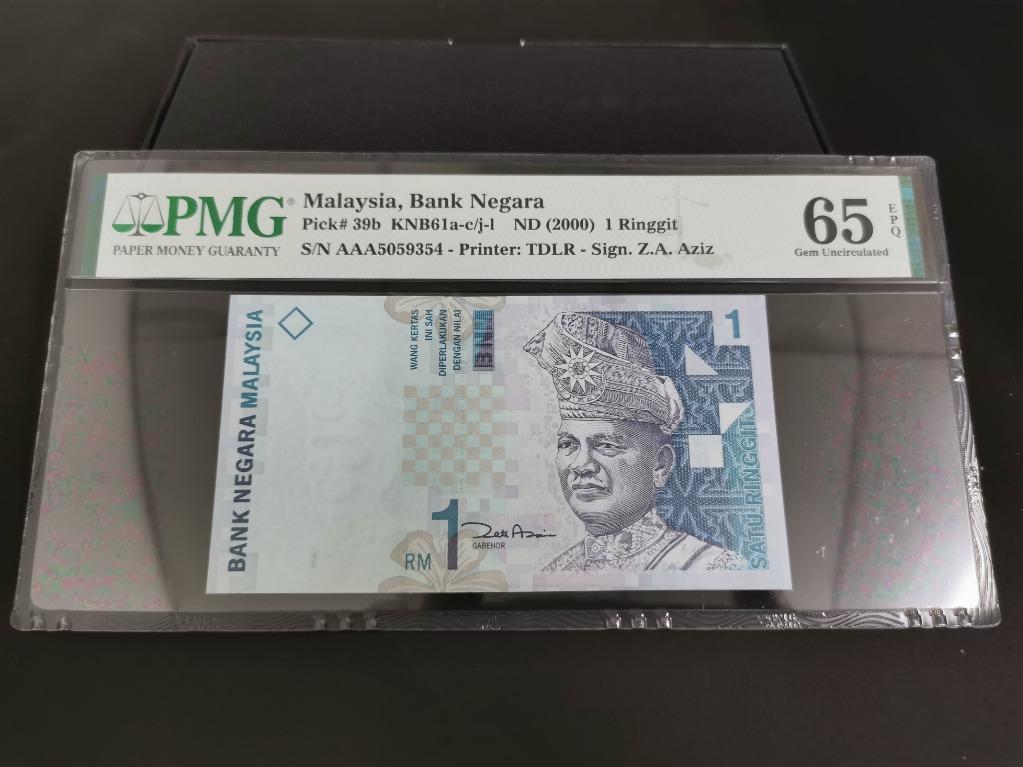 PMG®
PAPER MONEY GUARANTY
Malaysia, Bank Negara
Pick# 39b KNB61a-c/j-l ND (2000) 1 Ringgit
S/N AAA5059354 - Printer: TDLR - Sign. Z.A. Aziz
65
EPQ
Gem Uncirculated
BANK NEGARA MALAYSIA
WANG KERTAS
INI SAH
DIPERLAKUKAN
DENGAN NILAI
1
SATU RINGGIT
RM 1
GABENOR